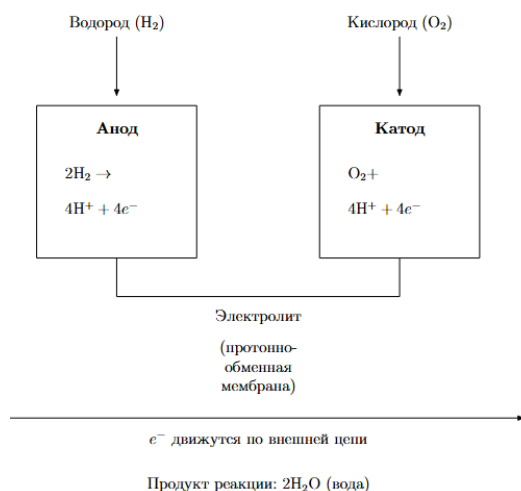 Водород (H₂)
Кислород (O₂)
Анод
2H₂ →
4H⁺ + 4e⁻
Катод
O₂+
4H⁺ + 4e⁻
Электролит
(протонно-
обменная
мембрана)
e⁻ движутся по внешней цепи
Продукт реакции: 2H₂O (вода)